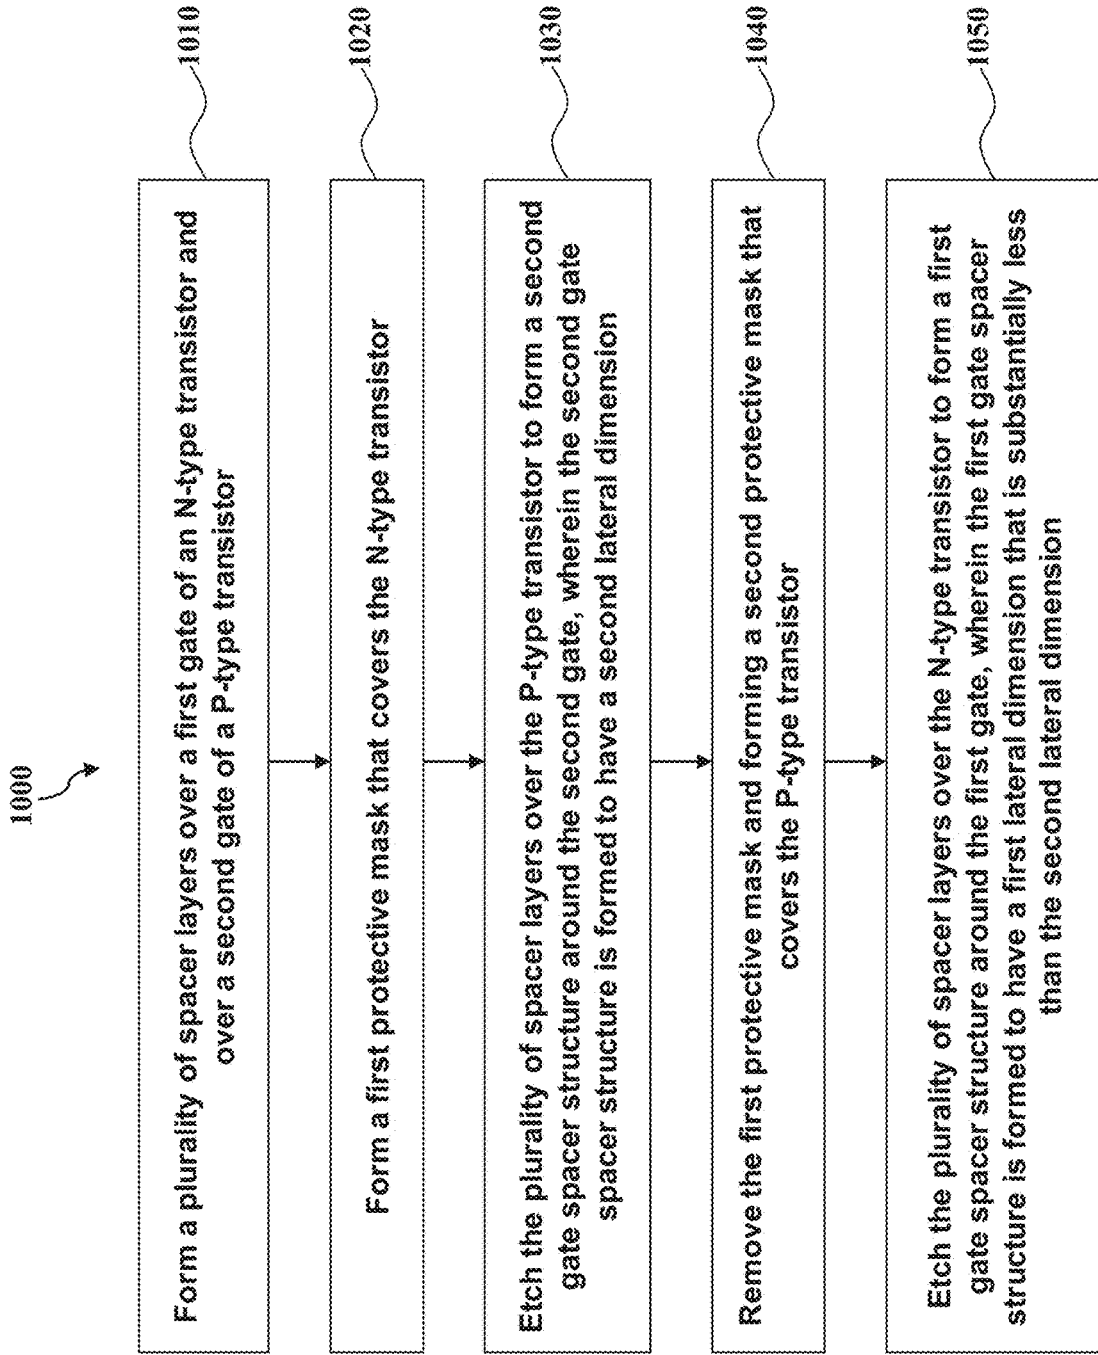 1000
Form a plurality of spacer layers over a first gate of an N-type transistor and
over a second gate of a P-type transistor
1010
Form a first protective mask that covers the N-type transistor
1020
Etch the plurality of spacer layers over the P-type transistor to form a second
gate spacer structure around the second gate, wherein the second gate
spacer structure is formed to have a second lateral dimension
1030
Remove the first protective mask and forming a second protective mask that
covers the P-type transistor
1040
Etch the plurality of spacer layers over the N-type transistor to form a first
gate spacer structure around the first gate, wherein the first gate spacer
structure is formed to have a first lateral dimension that is substantially less
than the second lateral dimension
1050